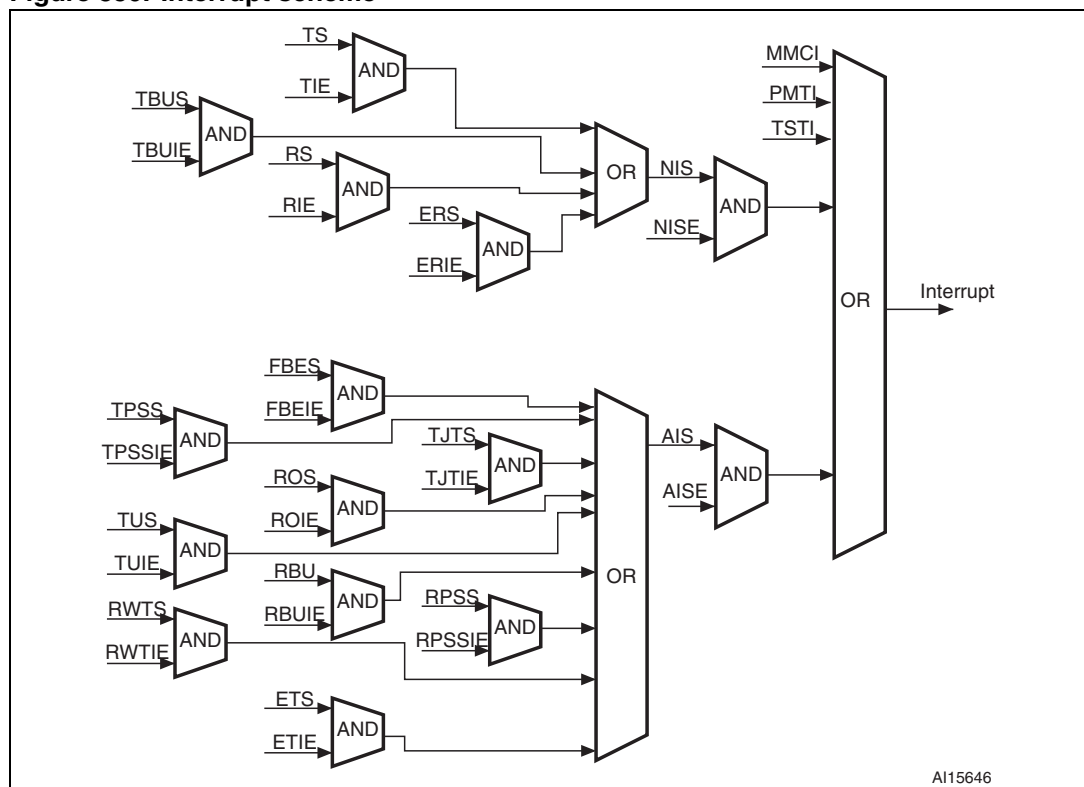 Figure Interrupt scheme
TS
TIE
AND
TBUS
TBUIE
AND
RS
RIE
AND
ERS
ERIE
AND
OR
NIS
NISE
AND
MMCI
PMTI
TSTI
OR
Interrupt
FBES
FBEIE
AND
TPSS
TPSSIE
AND
TJTS
TJTIE
AND
ROS
ROIE
AND
TUS
TUIE
AND
RBU
RBUIE
AND
RPSS
RPSSIE
AND
RWTS
RWTIE
AND
ETS
ETIE
AND
OR
AIS
AISE
AND
AI15646